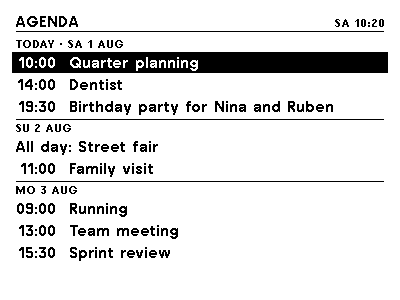 AGENDA SA 10:20
TODAY · SA 1 AUG
10:00 Quarter planning
14:00 Dentist
19:30 Birthday party for Nina and Ruben
SU 2 AUG
All day: Street fair
11:00 Family visit
MO 3 AUG
09:00 Running
13:00 Team meeting
15:30 Sprint review